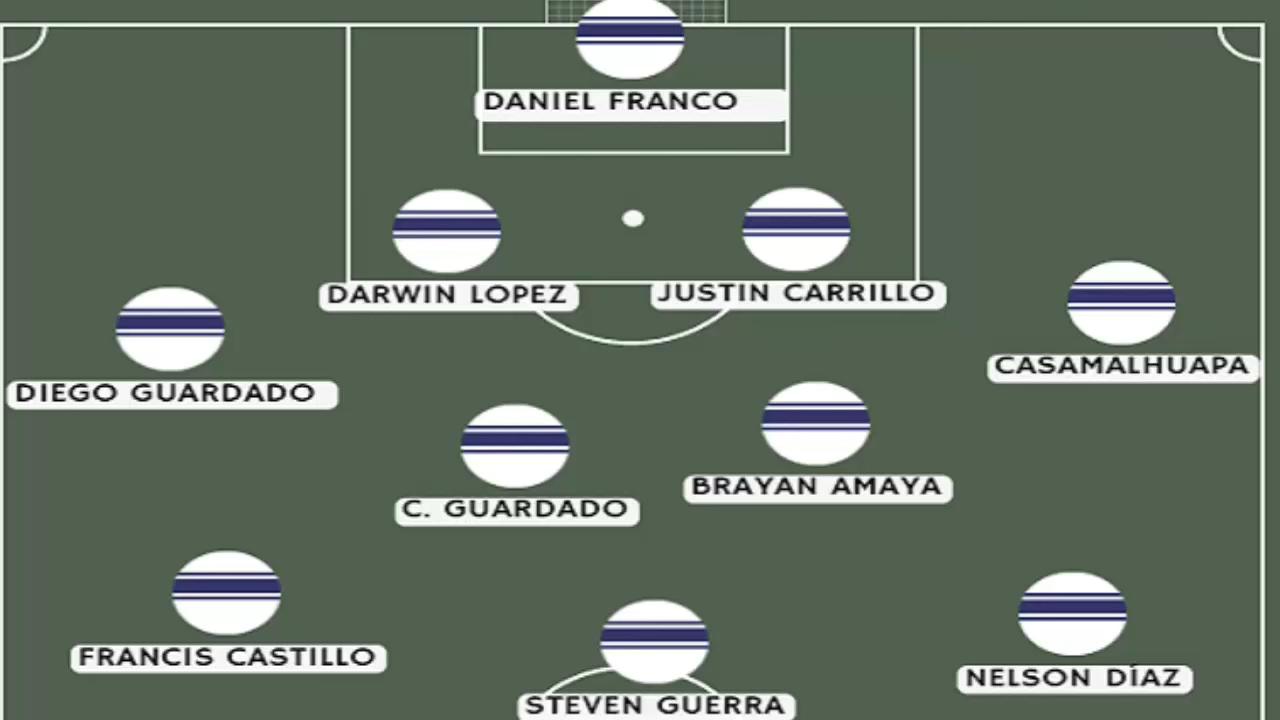 DANIEL FRANCO
DARWIN LOPEZ
JUSTIN CARRILLO
DIEGO GUARDADO
CASAMALHUAPA
C. GUARDADO
BRAYAN AMAYA
FRANCIS CASTILLO
STEVEN GUERRA
NELSON DÍAZ